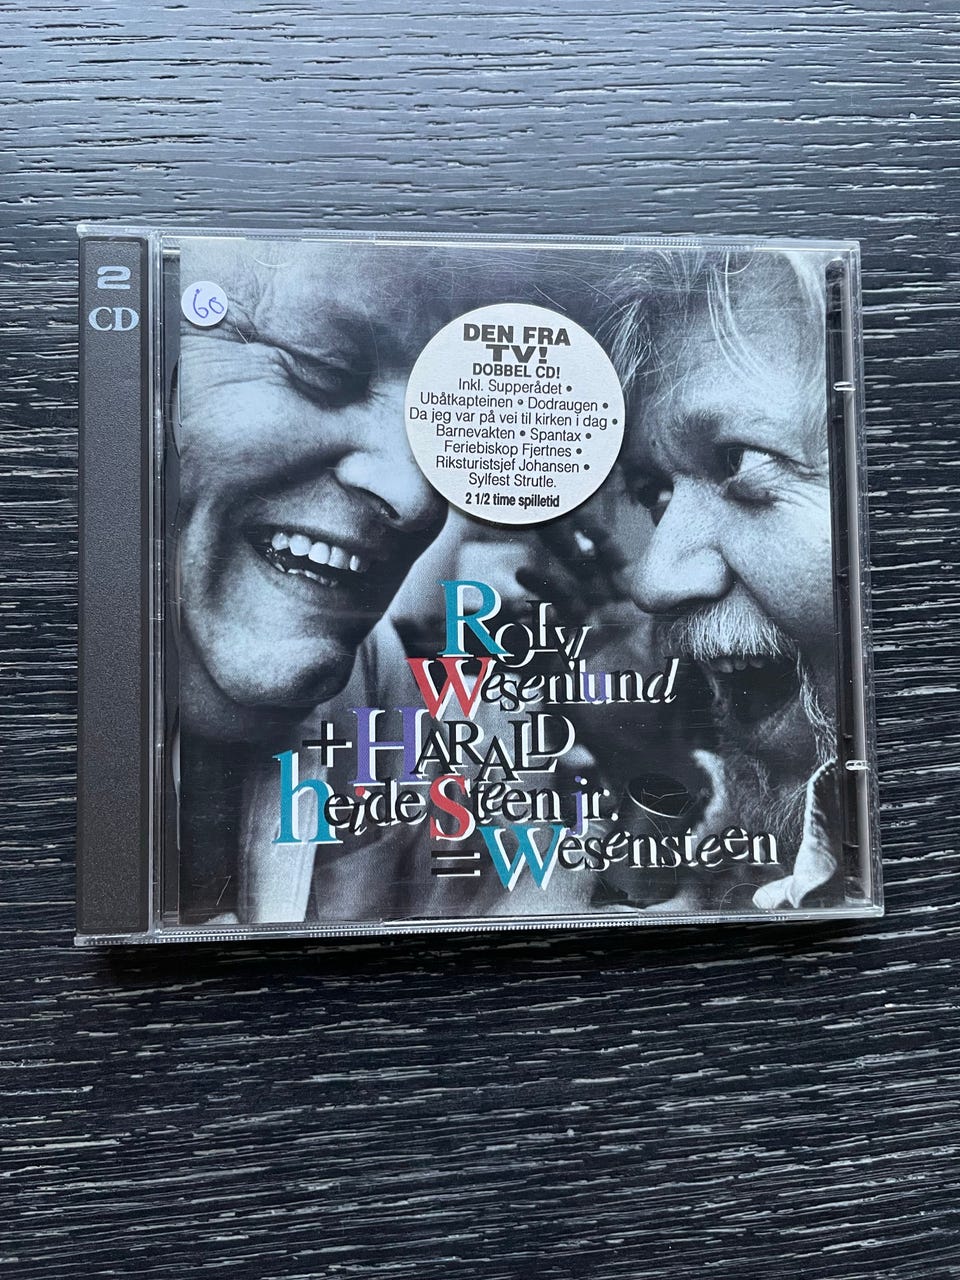 2
CD
60
DEN FRA
TV!
DOBBEL CD!
Inkl. Supperådet •
Ubåtkapteinen • Dodraugen •
Da jeg var på vei til kirken i dag •
Barnevakten • Spantax •
Feriebiskop Fjertnes •
Riksturistsjef Johansen •
Sylfest Strutle.
2 1/2 time spilletid
Rolv
Wesenlund
+ HARALD
heide Steen jr.
= Wesensteen